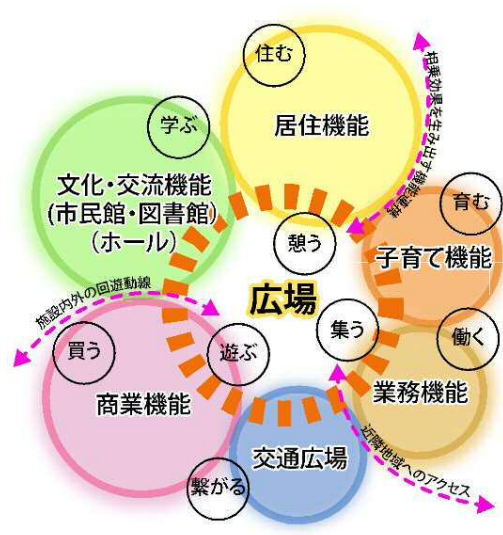 住む
居住機能
学ぶ
文化・交流機能
(市民館・図書館)
(ホール)
相乗効果を生み出す機能連携
憩う
育む
子育て機能
広場
施設内外の回遊動線
買う
遊ぶ
集う
働く
商業機能
業務機能
交通広場
繋がる
近隣地域へのアクセス